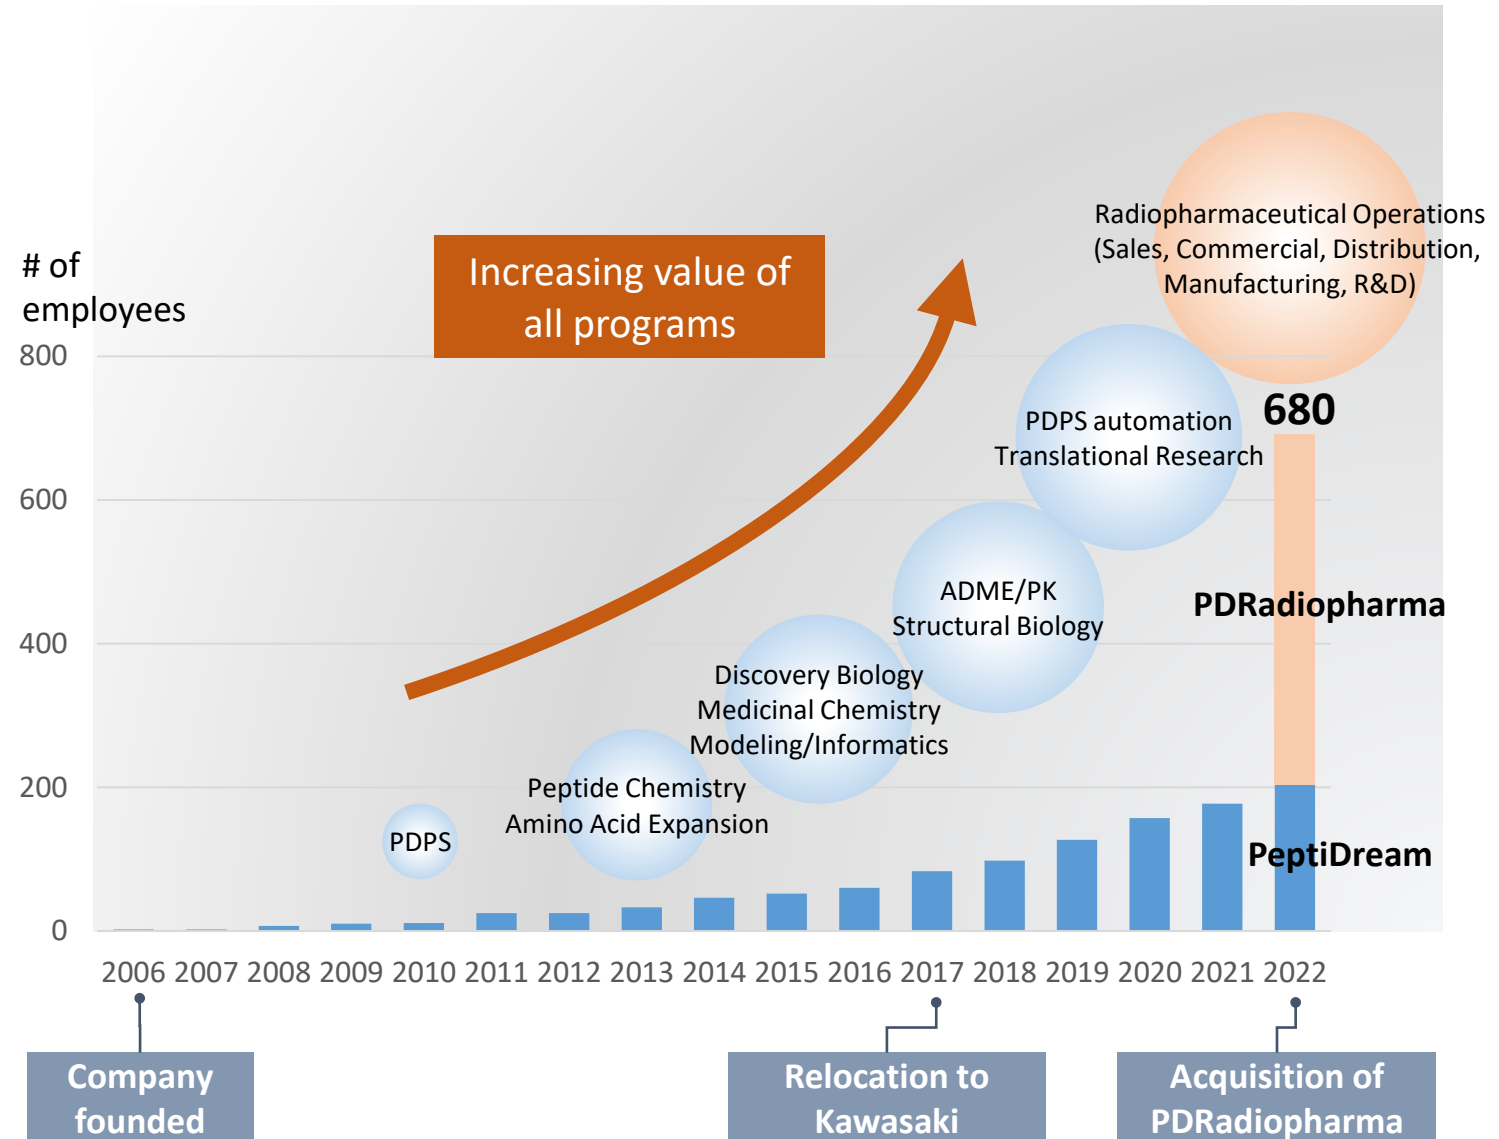 Radiopharmaceutical Operations
(Sales, Commercial, Distribution,
Manufacturing, R&D)
Increasing value of
all programs
# of
employees
800
600
400
200
0
680
PDPS automation
Translational Research
ADME/PK
Structural Biology
PDRadiopharma
Discovery Biology
Medicinal Chemistry
Modeling/Informatics
Peptide Chemistry
Amino Acid Expansion
PDPS
PeptiDream
2006 2007 2008 2009 2010 2011 2012 2013 2014 2015 2016 2017 2018 2019 2020 2021 2022
Company
founded
Relocation to
Kawasaki
Acquisition of
PDRadiopharma